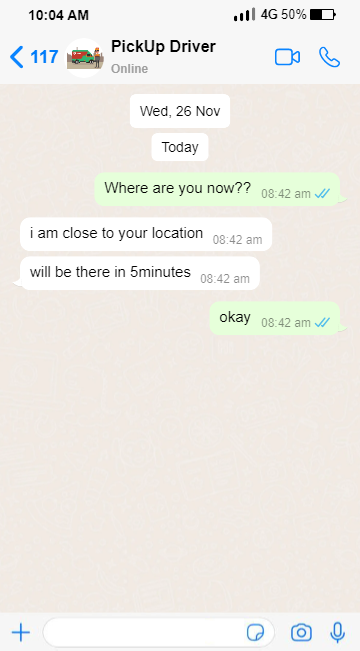 10:04 AM 4G 50%
117 PickUp Driver
Online
Wed, 26 Nov
Today
Where are you now?? 08:42 am
i am close to your location 08:42 am
will be there in 5minutes 08:42 am
okay 08:42 am